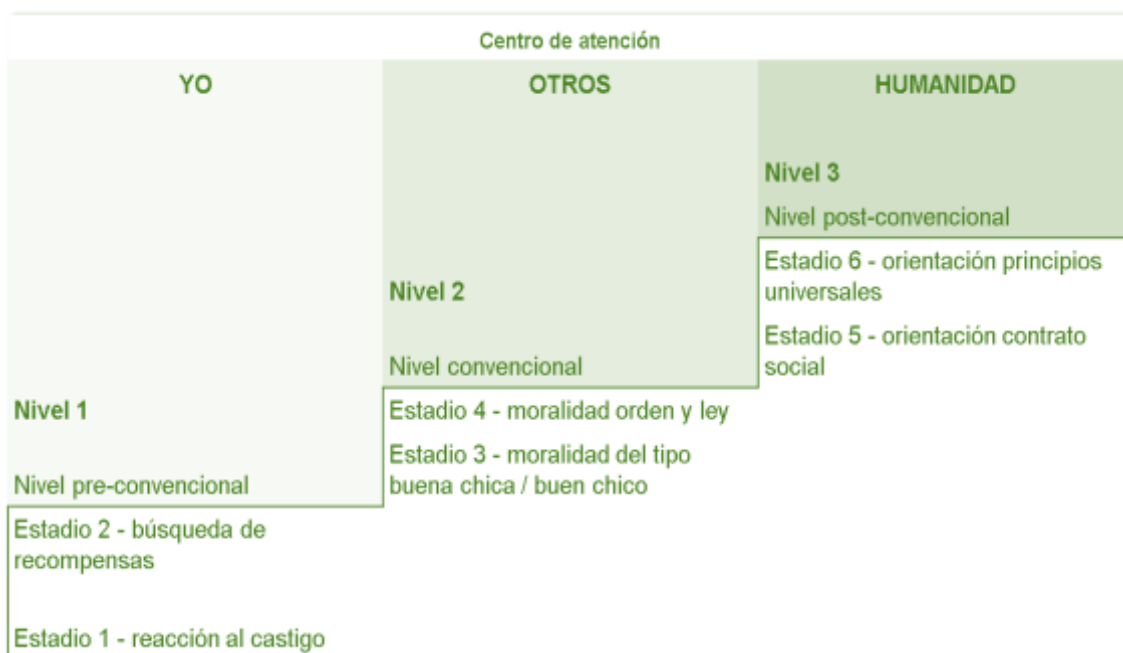 Centro de atención
YO
OTROS
HUMANIDAD
Nivel 3
Nivel post-convencional
Estadio 6 - orientación principios
universales
Estadio 5 - orientación contrato
social
Nivel 2
Nivel convencional
Estadio 4 - moralidad orden y ley
Estadio 3 - moralidad del tipo
buena chica / buen chico
Nivel 1
Nivel pre-convencional
Estadio 2 - búsqueda de
recompensas
Estadio 1 - reacción al castigo